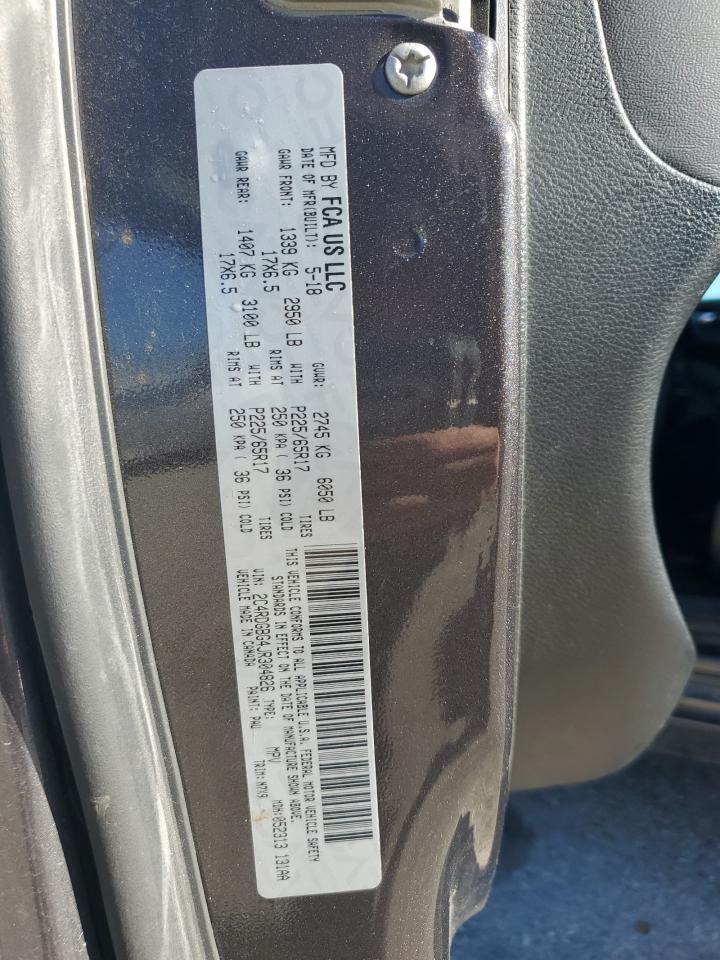 MFD BY FCA US LLC
DATE OF MFR(BUILT): 5-18 GVWR: 2745 KG 6050 LB
GAWR FRONT: 1339 KG 2950 LB WITH P225/65R17 TIRES
17X6.5 RIMS AT 250 KPA ( 36 PSI) COLD
GAWR REAR: 1407 KG 3100 LB WITH P225/65R17 TIRES
17X6.5 RIMS AT 250 KPA ( 36 PSI) COLD
THIS VEHICLE CONFORMS TO ALL APPLICABLE U.S.A. FEDERAL MOTOR VEHICLE SAFETY
STANDARDS IN EFFECT ON THE DATE OF MANUFACTURE SHOWN ABOVE.
VIN: 2C4RDGBG4JR304826 TYPE: MPV MDH:052313 131AA
VEHICLE MADE IN CANADA PAINT: PAU TRIM:N7X9